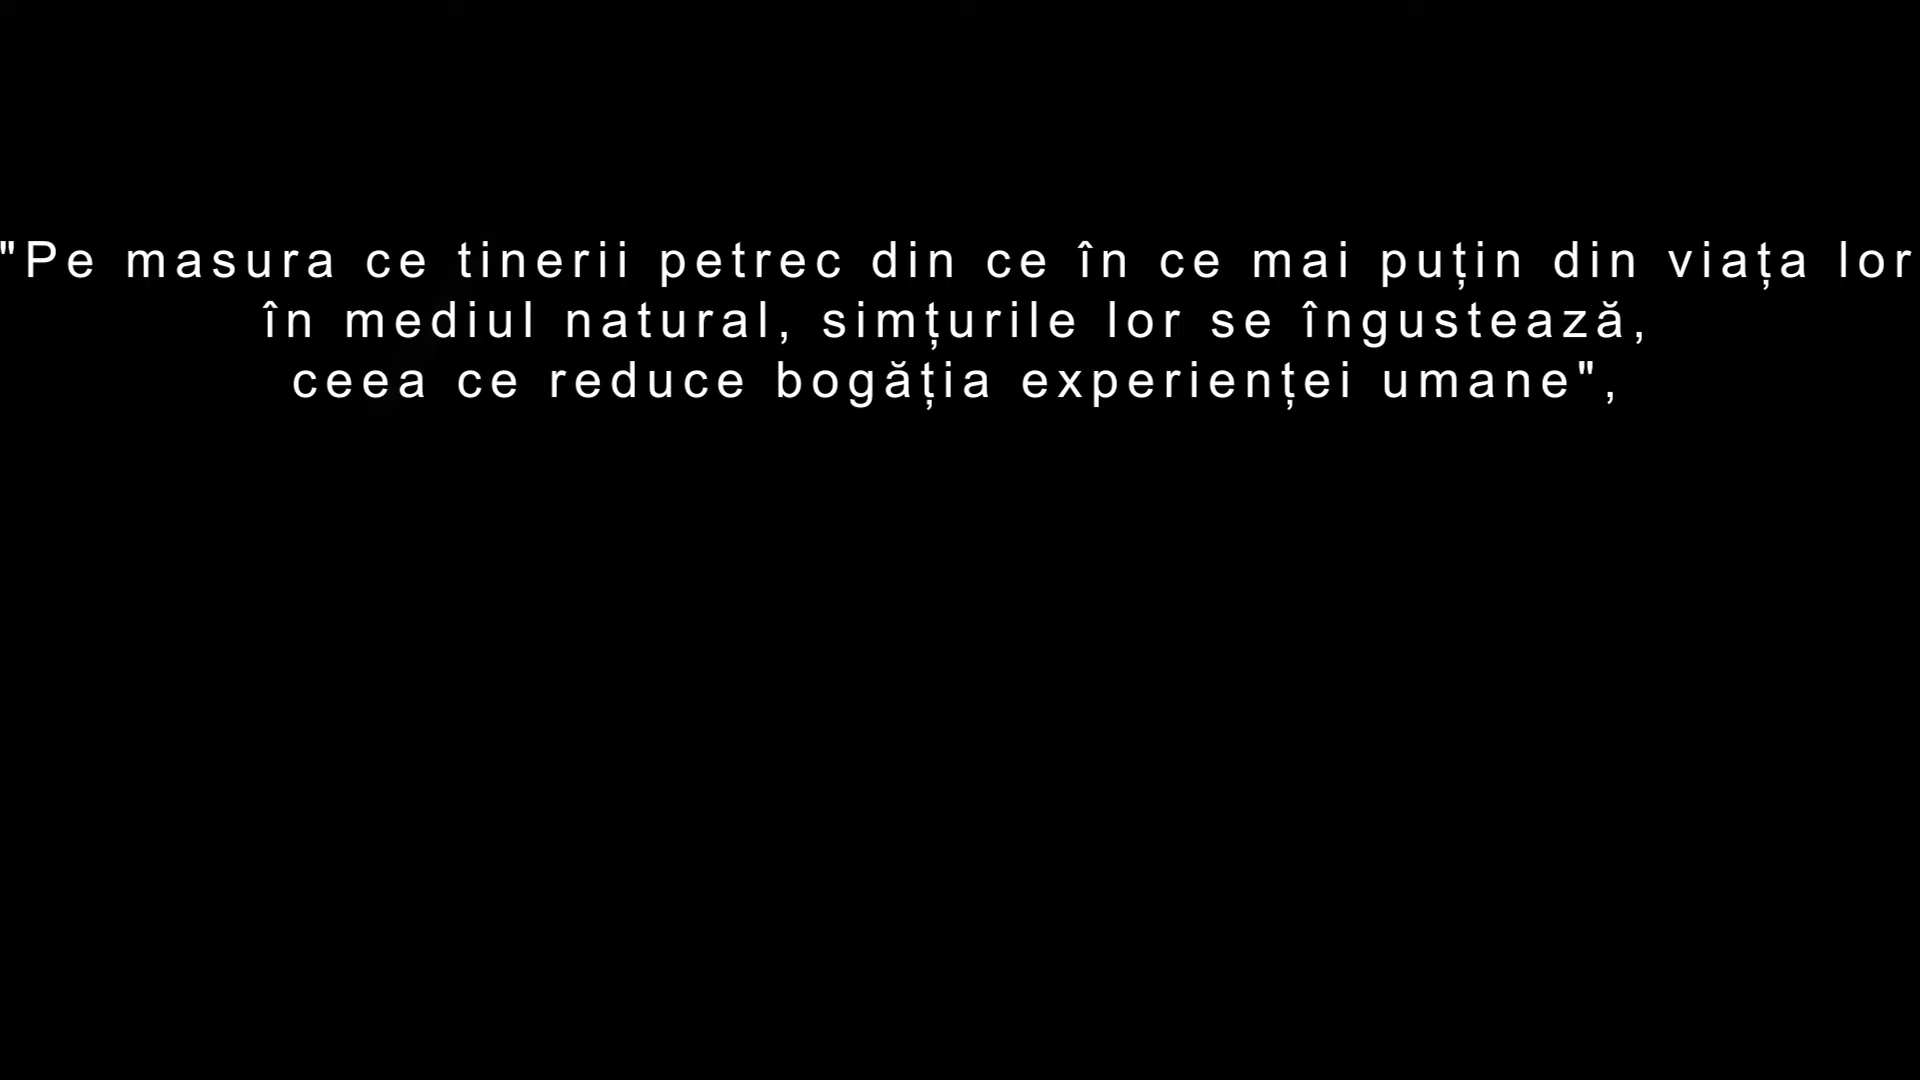 "Pe masura ce tinerii petrec din ce în ce mai puțin din viața lor
în mediul natural, simțurile lor se îngustează,
ceea ce reduce bogăția experienței umane",